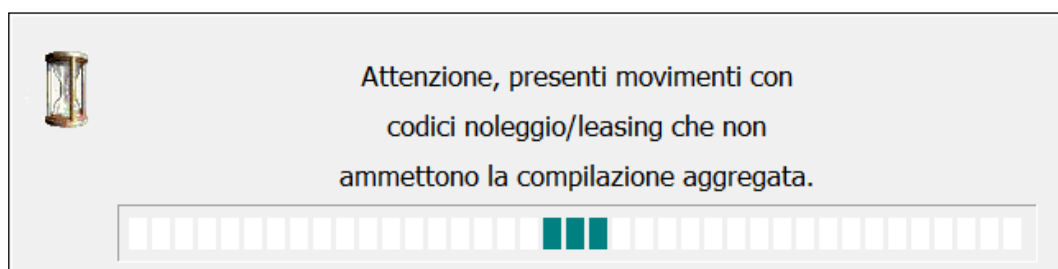 Attenzione, presenti movimenti con
codici noleggio/leasing che non
ammettono la compilazione aggregata.